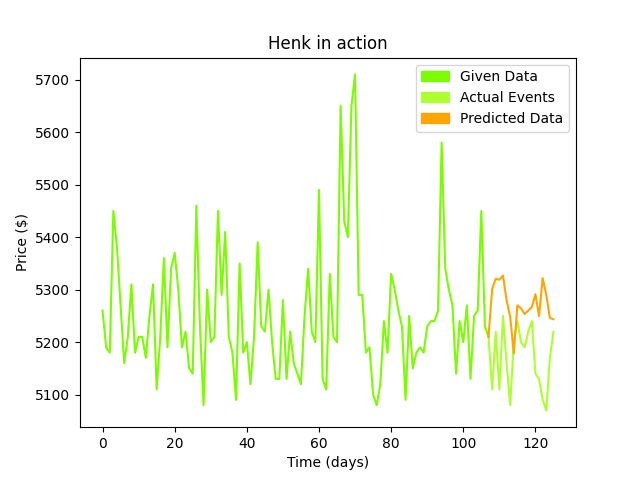 Henk in action
Given Data
Actual Events
Predicted Data
5700
5600
5500
5400
5300
5200
5100
Price ($)
0 20 40 60 80 100 120
Time (days)